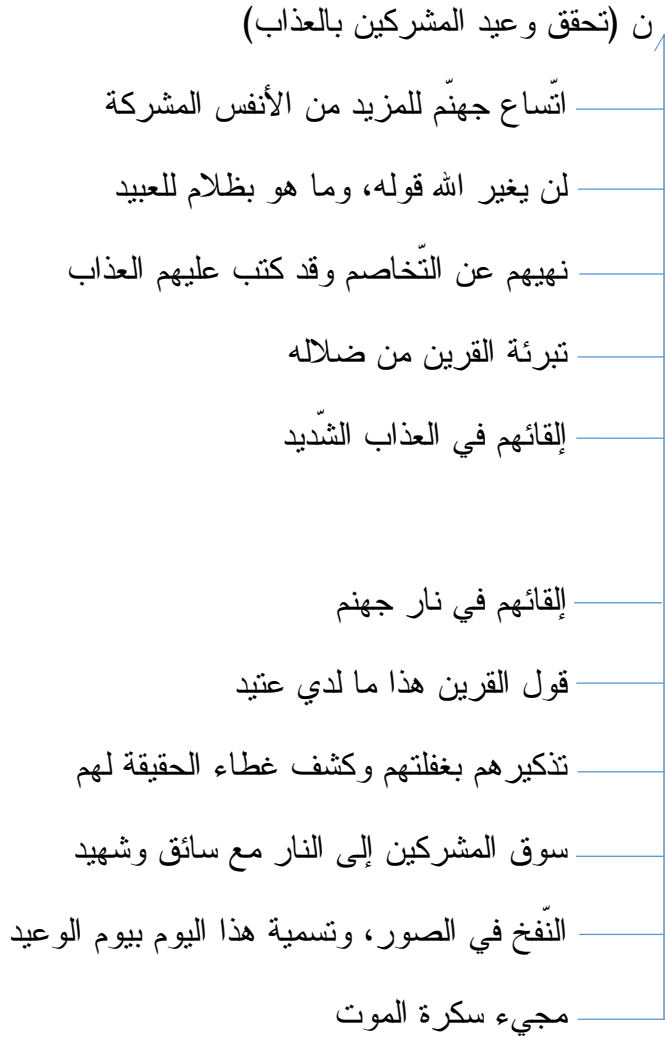 ن (تحقق وعيد المشركين بالعذاب)
اتّساع جهنّم للمزيد من الأنفس المشركة
لن يغير الله قوله، وما هو بظلام للعبيد
نهيهم عن التّخاصم وقد كتب عليهم العذاب
تبرئة القرين من ضلاله
إلقائهم في العذاب الشّديد
إلقائهم في نار جهنم
قول القرين هذا ما لدي عتيد
تذكيرهم بغفلتهم وكشف غطاء الحقيقة لهم
سوق المشركين إلى النار مع سائق وشهيد
النّفخ في الصور، وتسمية هذا اليوم بيوم الوعيد
مجيء سكرة الموت